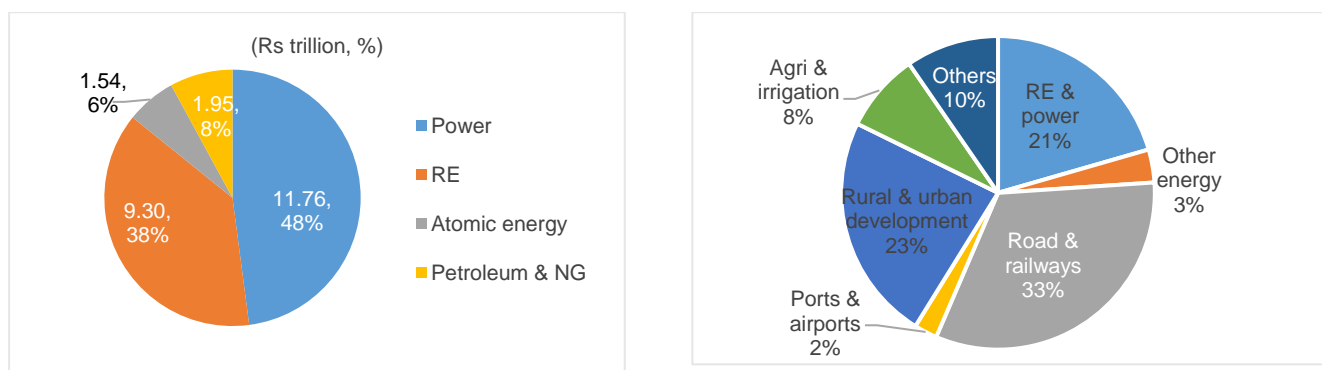 (Rs trillion, %)
1.54,
6%
1.95,
8%
9.30,
38%
11.76,
48%
Power
RE
Atomic energy
Petroleum & NG
Agri &
irrigation
8%
Others
10%
RE &
power
21%
Other
energy
3%
Rural & urban
development
23%
Road &
railways
33%
Ports &
airports
2%